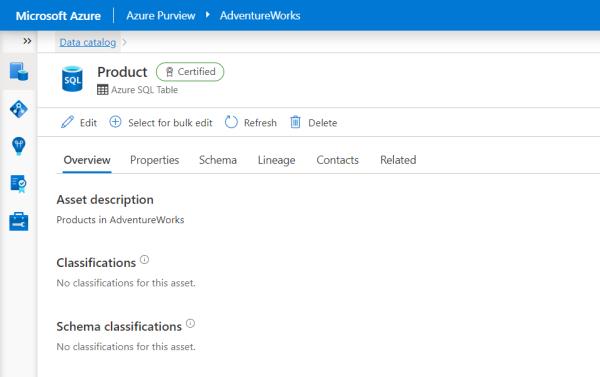 Microsoft Azure Azure Purview AdventureWorks
Data catalog
SQL Product Certified
Azure SQL Table
Edit Select for bulk edit Refresh Delete
Overview Properties Schema Lineage Contacts Related
Asset description
Products in AdventureWorks
Classifications
No classifications for this asset.
Schema classifications
No classifications for this asset.